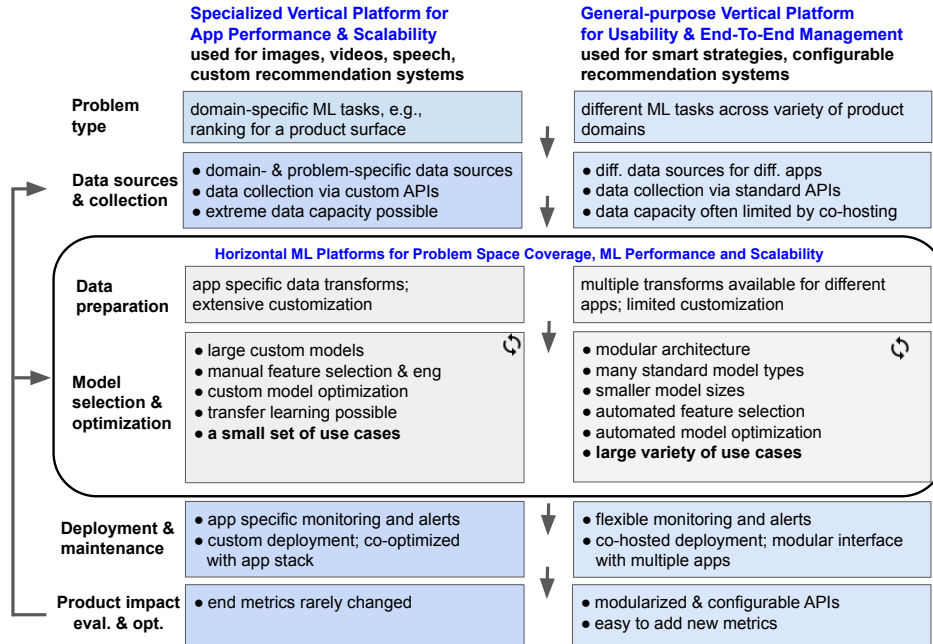 Specialized Vertical Platform for
App Performance & Scalability
used for images, videos, speech,
custom recommendation systems
General-purpose Vertical Platform
for Usability & End-To-End Management
used for smart strategies, configurable
recommendation systems
Problem
type
domain-specific ML tasks, e.g.,
ranking for a product surface
different ML tasks across variety of product
domains
Data sources
& collection
● domain- & problem-specific data sources
● data collection via custom APIs
● extreme data capacity possible
● diff. data sources for diff. apps
● data collection via standard APIs
● data capacity often limited by co-hosting
Horizontal ML Platforms for Problem Space Coverage, ML Performance and Scalability
Data
preparation
app specific data transforms;
extensive customization
multiple transforms available for different
apps; limited customization
Model
selection &
optimization
● large custom models
● manual feature selection & eng
● custom model optimization
● transfer learning possible
● a small set of use cases
● modular architecture
● many standard model types
● smaller model sizes
● automated feature selection
● automated model optimization
● large variety of use cases
Deployment &
maintenance
● app specific monitoring and alerts
● custom deployment; co-optimized
with app stack
● flexible monitoring and alerts
● co-hosted deployment; modular interface
with multiple apps
Product impact
eval. & opt.
● end metrics rarely changed
● modularized & configurable APIs
● easy to add new metrics